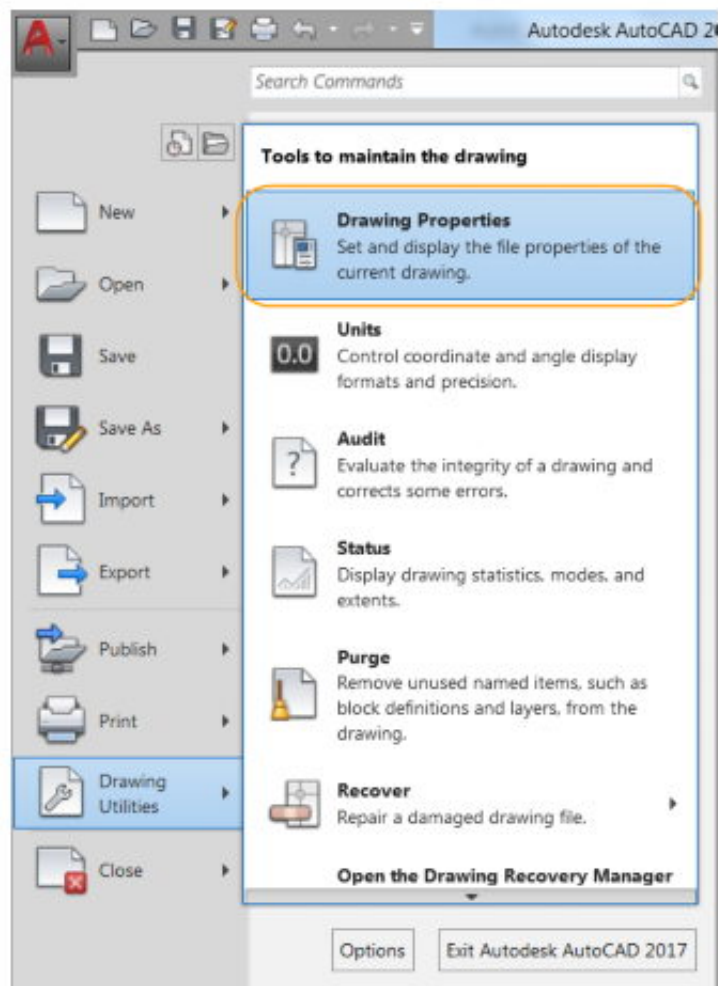 A
Autodesk AutoCAD 2
Search Commands
Tools to maintain the drawing
New
Open
Save
Save As
Import
Export
Publish
Print
Drawing
Utilities
Close
Drawing Properties
Set and display the file properties of the
current drawing.
0.0
Units
Control coordinate and angle display
formats and precision.
?
Audit
Evaluate the integrity of a drawing and
corrects some errors.
Status
Display drawing statistics, modes, and
extents.
Purge
Remove unused named items, such as
block definitions and layers, from the
drawing.
Recover
Repair a damaged drawing file.
Open the Drawing Recovery Manager
Options
Exit Autodesk AutoCAD 2017